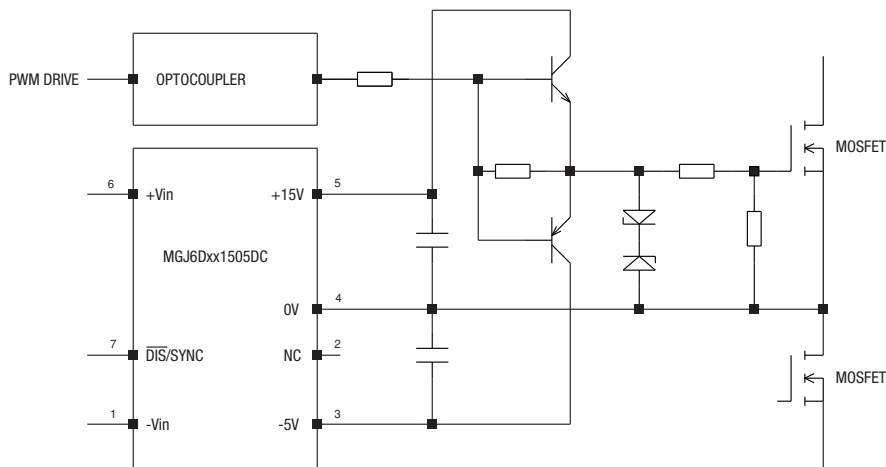 PWM DRIVE
OPTOCOUPLER
MOSFET
6
+Vin
+15V
5
MGJ6Dxx1505DC
0V
4
7
DIS/SYNC
NC
2
MOSFET
1
-Vin
-5V
3